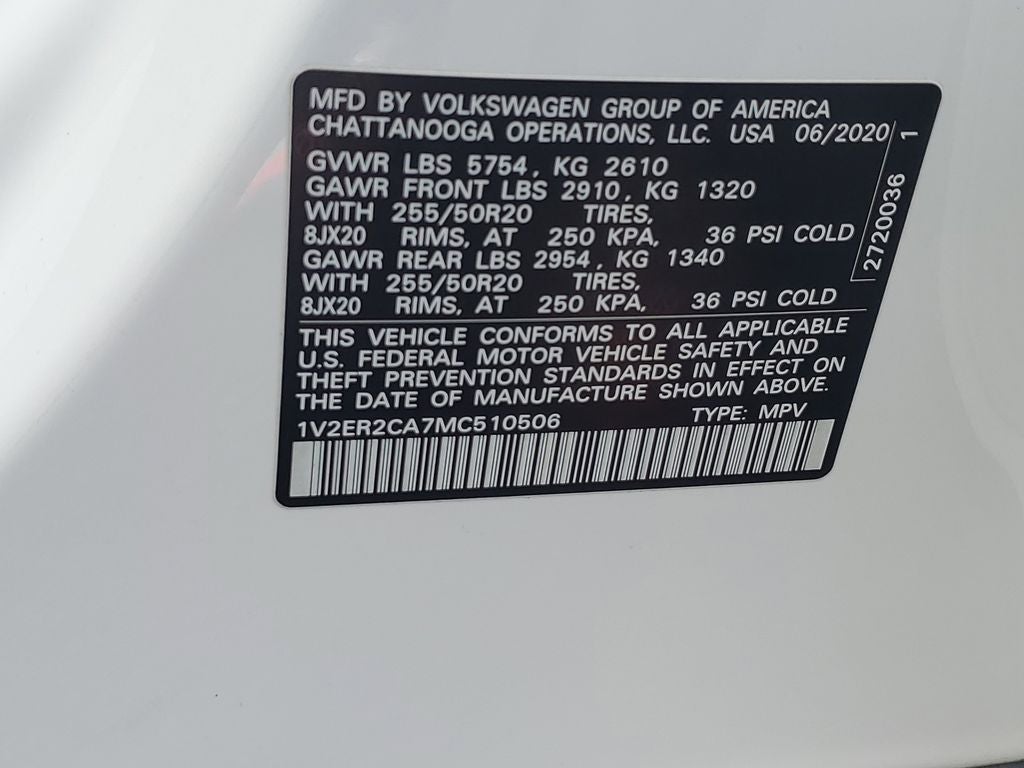 MFD BY VOLKSWAGEN GROUP OF AMERICA
CHATTANOOGA OPERATIONS, LLC. USA 06/2020
GVWR LBS 5754, KG 2610
GAWR FRONT LBS 2910, KG 1320
WITH 255/50R20 TIRES,
8JX20 RIMS, AT 250 KPA, 36 PSI COLD
GAWR REAR LBS 2954, KG 1340
WITH 255/50R20 TIRES,
8JX20 RIMS, AT 250 KPA, 36 PSI COLD
2720036 1
THIS VEHICLE CONFORMS TO ALL APPLICABLE
U.S. FEDERAL MOTOR VEHICLE SAFETY AND
THEFT PREVENTION STANDARDS IN EFFECT ON
THE DATE OF MANUFACTURE SHOWN ABOVE.
1V2ER2CA7MC510506 TYPE: MPV